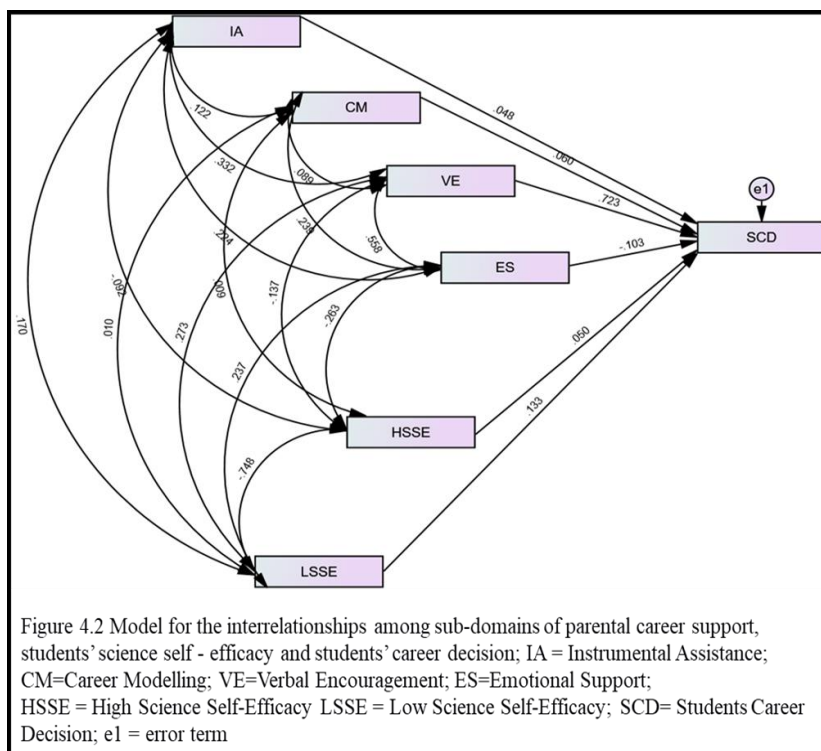 IA
CM
VE
ES
HSSE
LSSE
SCD
e1
.048
.060
.723
-.103
.050
.133
.122
.332
.089
.224
.239
.558
-.092
.009
-.137
-.263
.170
.010
.273
.237
-.748
Figure 4.2 Model for the interrelationships among sub-domains of parental career support,
students’ science self - efficacy and students’ career decision; IA = Instrumental Assistance;
CM=Career Modelling; VE=Verbal Encouragement; ES=Emotional Support;
HSSE = High Science Self-Efficacy LSSE = Low Science Self-Efficacy; SCD= Students Career
Decision; e1 = error term